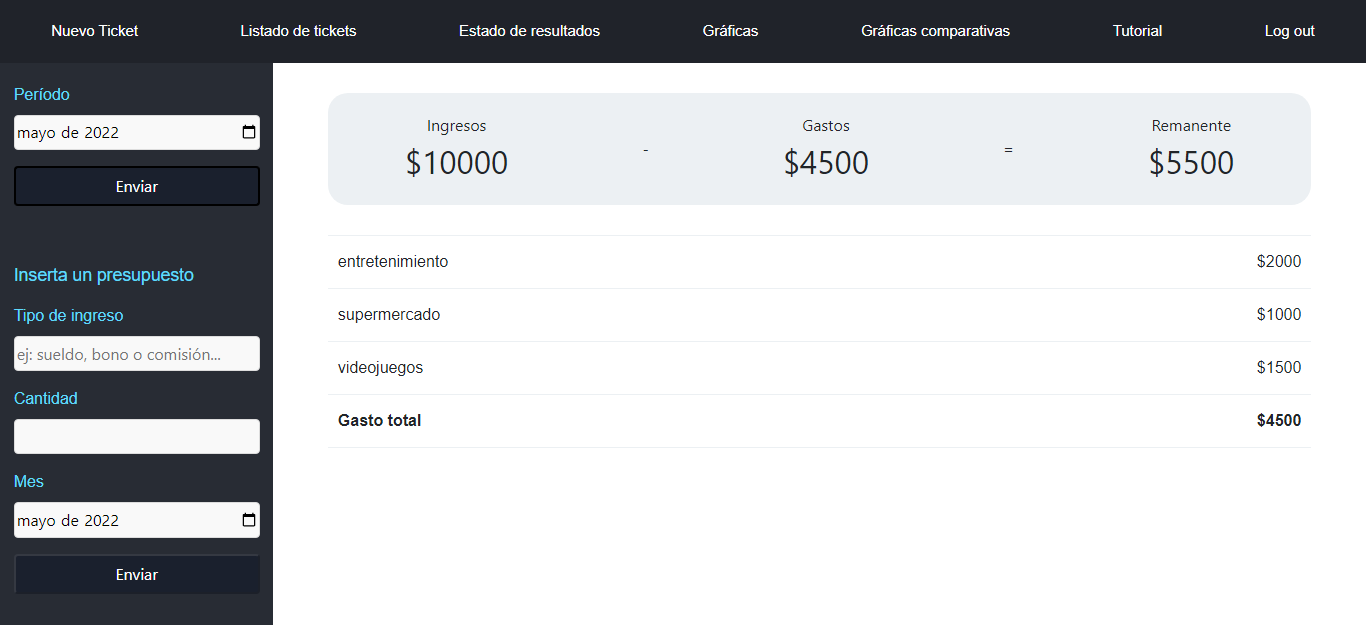 Nuevo Ticket Listado de tickets Estado de resultados Gráficas Gráficas comparativas Tutorial Log out
Período
mayo de 2022
Enviar
Inserta un presupuesto
Tipo de ingreso
ej: sueldo, bono o comisión...
Cantidad
Mes
mayo de 2022
Enviar
Ingresos
$10000
-
Gastos
$4500
=
Remanente
$5500
entretenimiento $2000
supermercado $1000
videojuegos $1500
Gasto total $4500